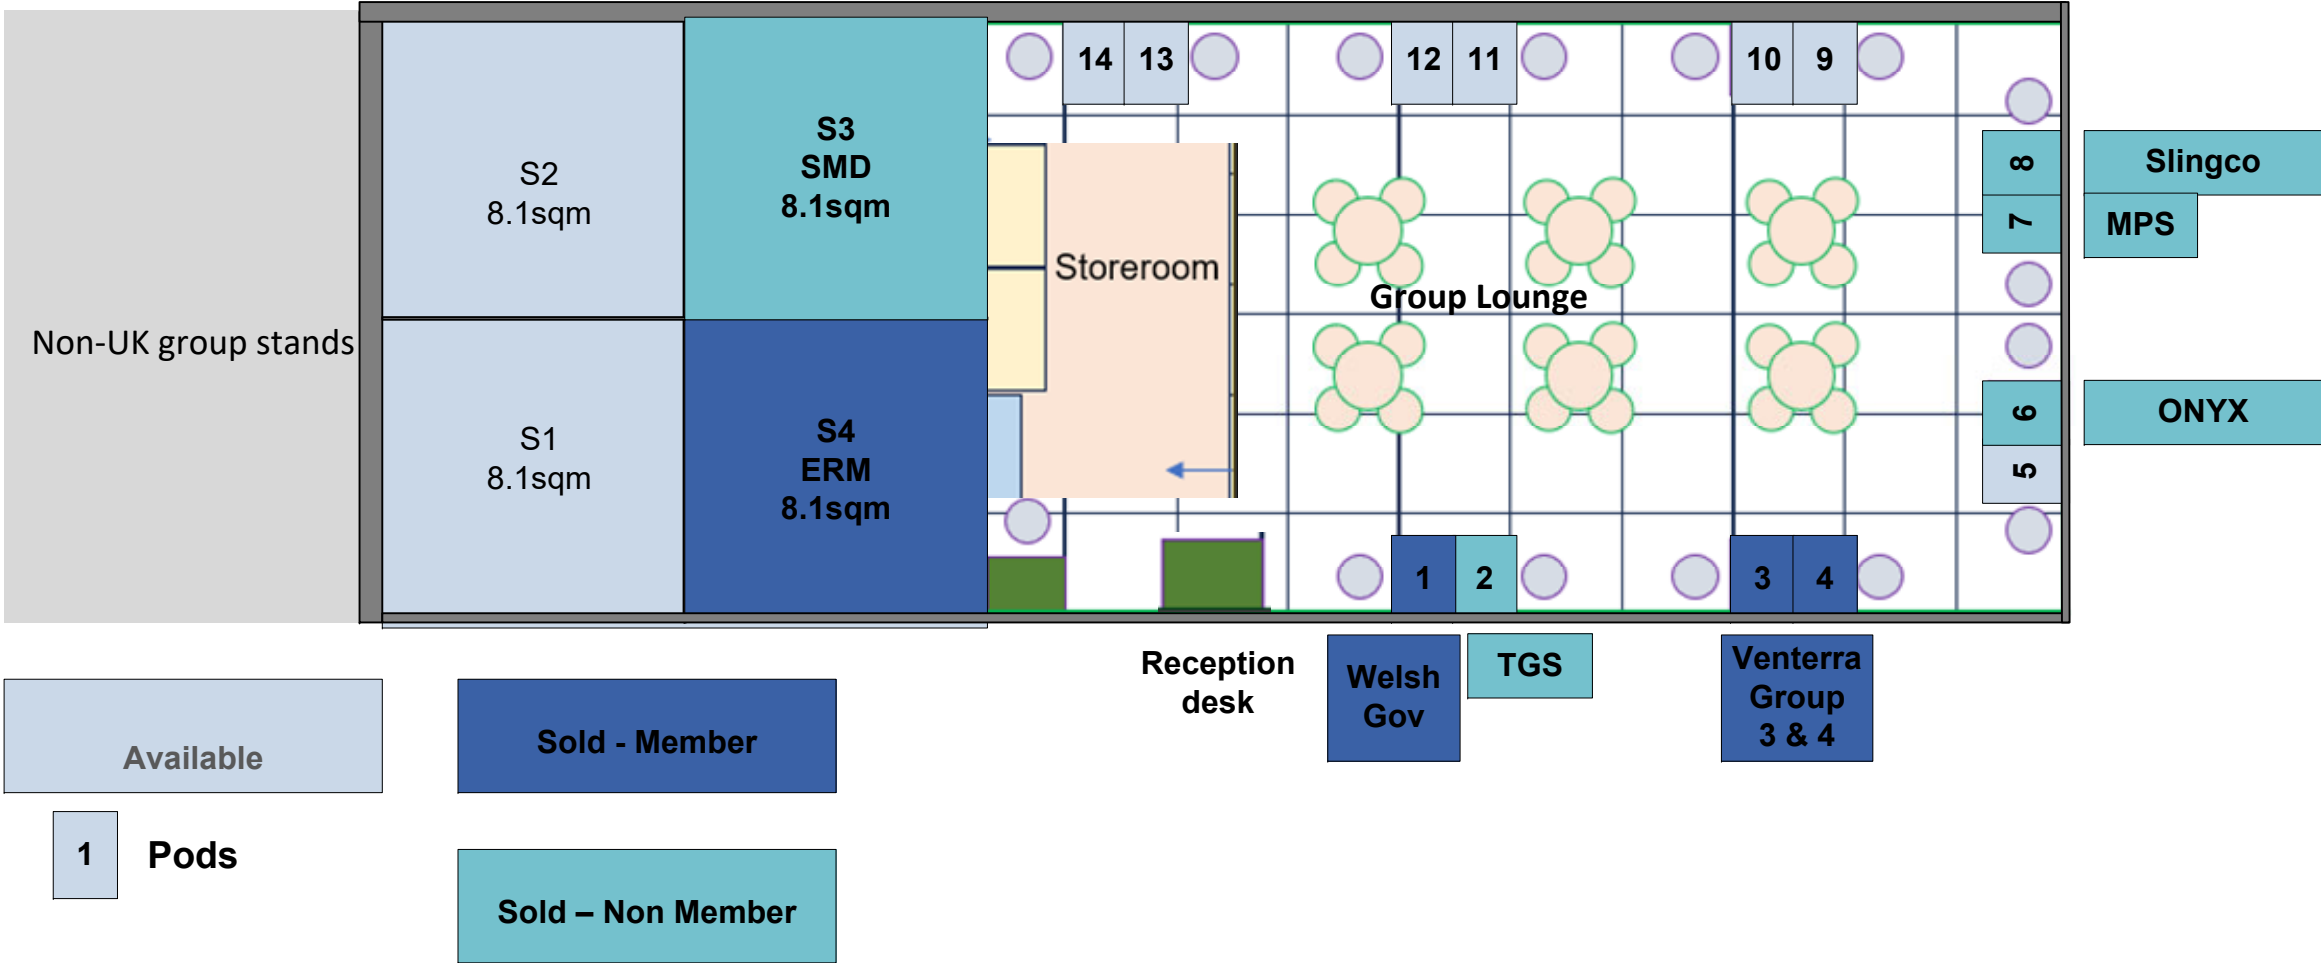 Non-UK group stands
S2
8.1sqm
S3
SMD
8.1sqm
S1
8.1sqm
S4
ERM
8.1sqm
14
13
12
11
10
9
Storeroom
Group Lounge
8
Slingco
7
MPS
6
ONYX
5
1
2
3
4
Reception
desk
Welsh
Gov
TGS
Venterra
Group
3 & 4
Available
Sold - Member
1
Pods
Sold – Non Member